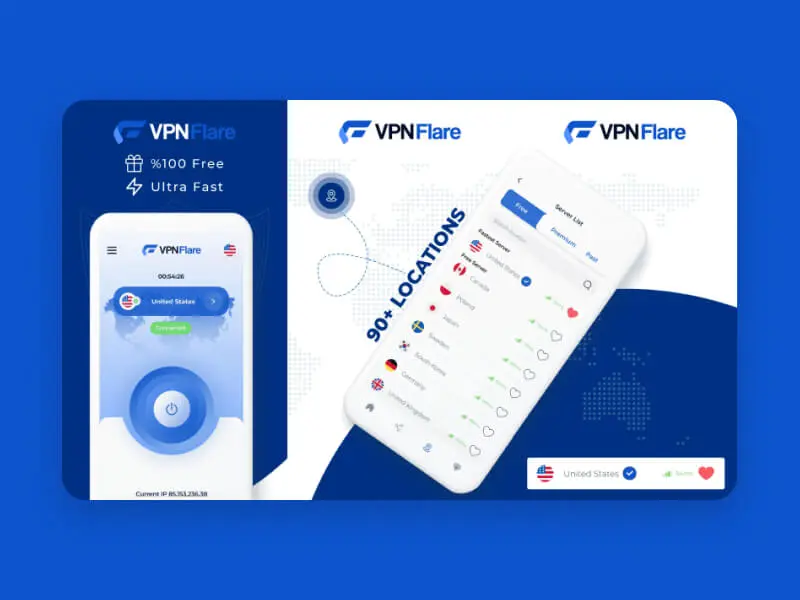 VPNFlare
%100 Free
Ultra Fast
VPNFlare
00:54:26
United States
Connected
Current IP 85.153.236.38
VPNFlare
90+ LOCATIONS
VPNFlare
Server List
Free
Premium
Past
Fastest Server
United States
Free Server
Canada
Poland
Japan
Sweden
South Korea
Germany
United Kingdom
United States